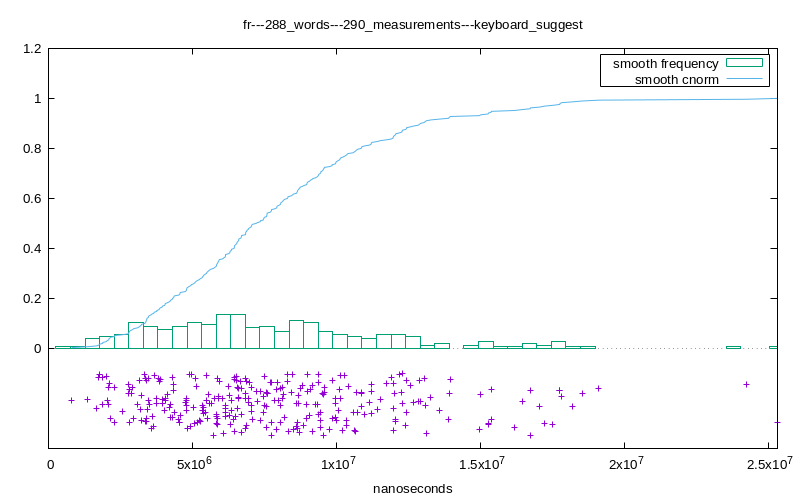 fr---288_words---290_measurements---keyboard_suggest
1.2
1
0.8
0.6
0.4
0.2
0
smooth frequency
smooth cnorm
0 5x10⁶ 1x10⁷ 1.5x10⁷ 2x10⁷ 2.5x10⁷
nanoseconds